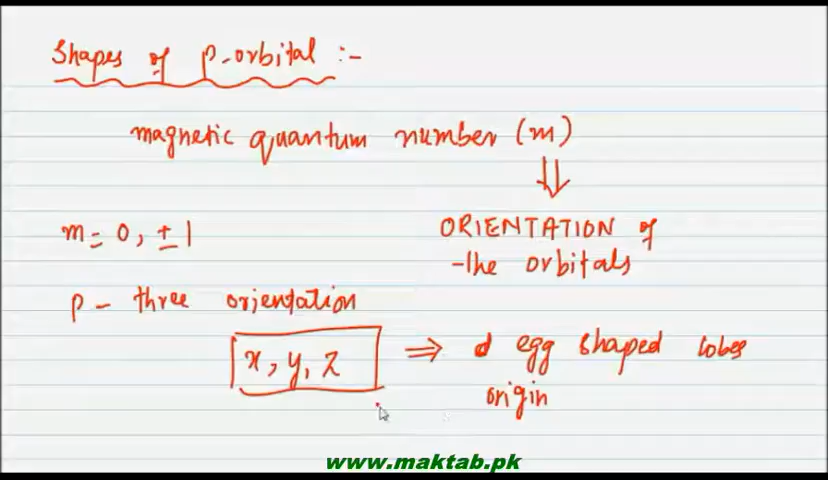 Shapes of p-orbital :-
magnetic quantum number (m)
⇓
m = 0, ± 1
ORIENTATION of
the orbitals
p - three orientation
x, y, z ⇒ egg shaped lobes
origin
www.maktab.pk